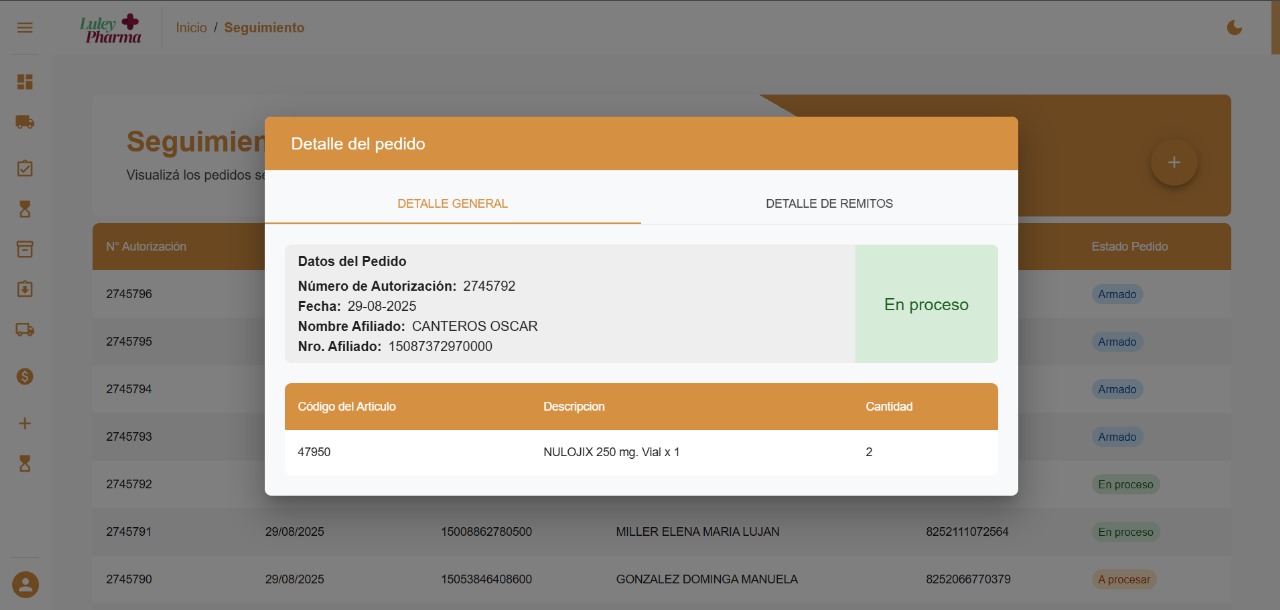 Luley
Pharma
Inicio / Seguimiento
Seguimien
Visualizá los pedidos se
Detalle del pedido
DETALLE GENERAL DETALLE DE REMITOS
Datos del Pedido
Número de Autorización: 2745792
Fecha: 29-08-2025
Nombre Afiliado: CANTEROS OSCAR
Nro. Afiliado: 15087372970000
En proceso
Código del Articulo Descripcion Cantidad
47950 NULOJIX 250 mg. Vial x 1 2
N° Autorización Estado Pedido
2745796 Armado
2745795 Armado
2745794 Armado
2745793 Armado
2745792 En proceso
2745791 29/08/2025 15008862780500 MILLER ELENA MARIA LUJAN 8252111072564 En proceso
2745790 29/08/2025 15053846408600 GONZALEZ DOMINGA MANUELA 8252066770379 A procesar